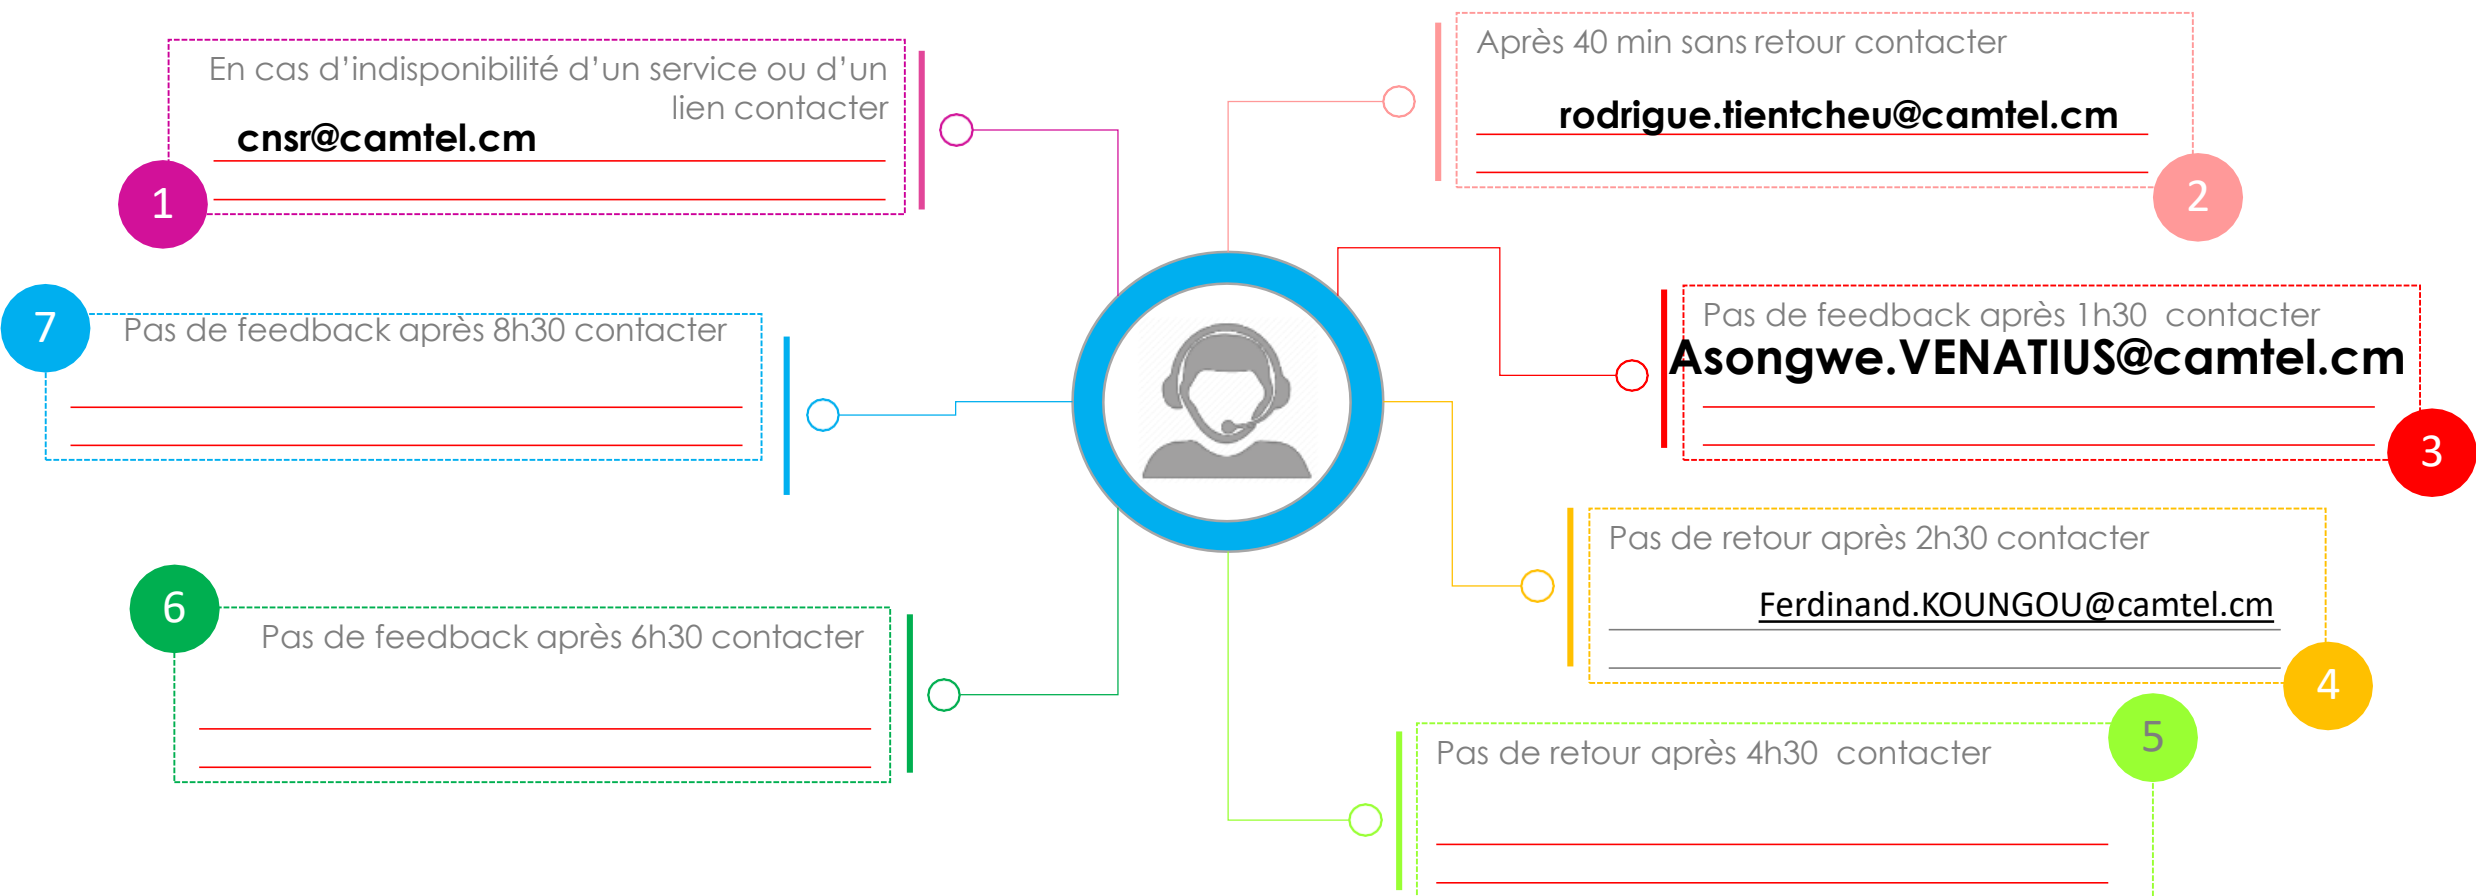 En cas d’indisponibilité d’un service ou d’un
lien contacter
cnsr@camtel.cm
1
Après 40 min sans retour contacter
rodrigue.tientcheu@camtel.cm
2
Pas de feedback après 1h30 contacter
Asongwe.VENATIUS@camtel.cm
3
Pas de retour après 2h30 contacter
Ferdinand.KOUNGOU@camtel.cm
4
Pas de retour après 4h30 contacter
5
6
Pas de feedback après 6h30 contacter
7
Pas de feedback après 8h30 contacter